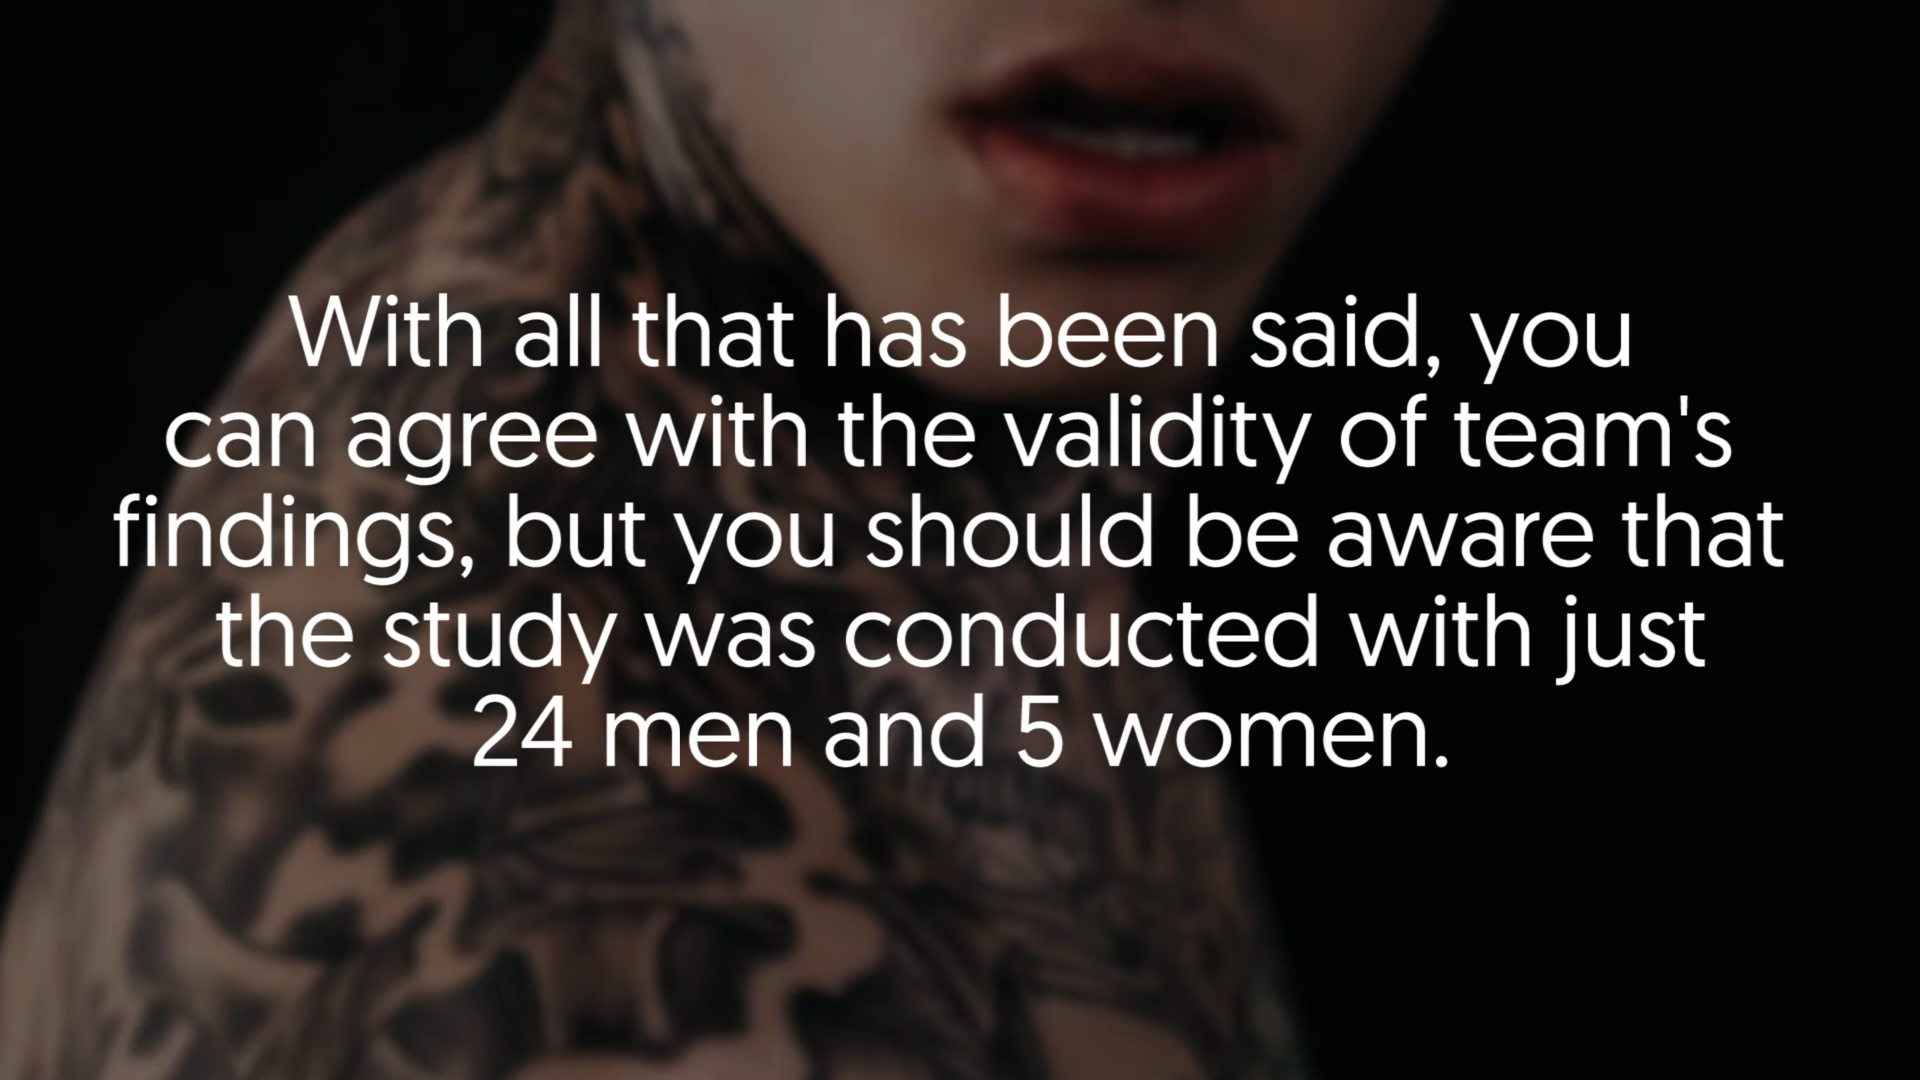 With all that has been said, you
can agree with the validity of team's
findings, but you should be aware that
the study was conducted with just
24 men and 5 women.